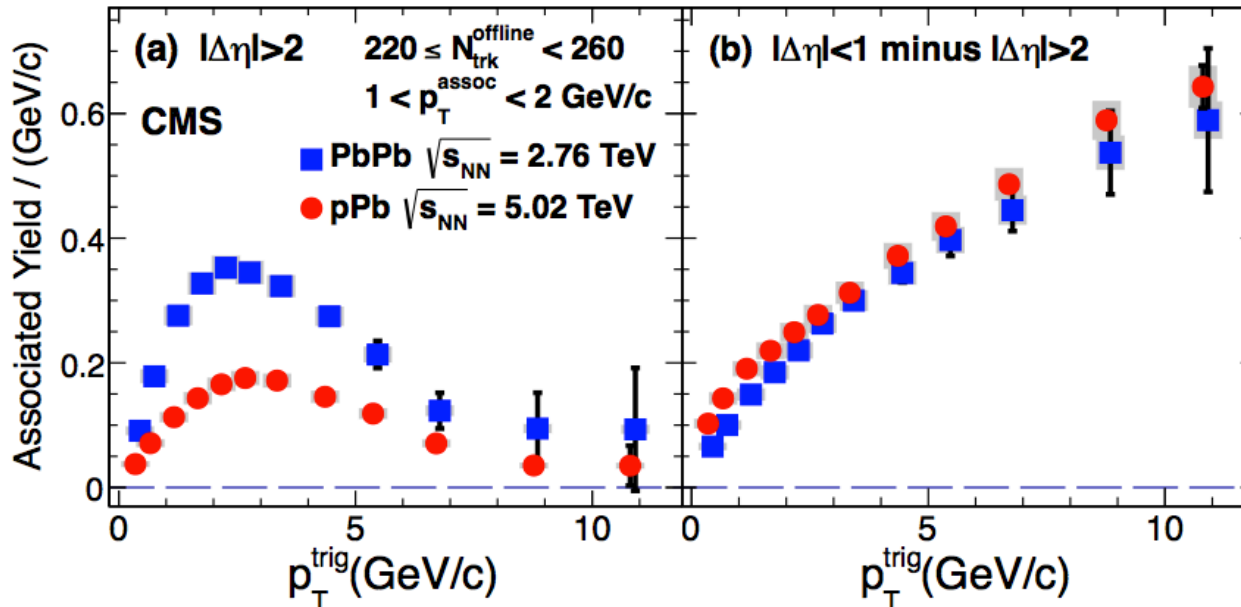 Associated Yield / (GeV/c)
0.6
0.4
0.2
0
(a) |Δη|>2
220 ≤ N_trk^offline < 260
1 < p_T^assoc < 2 GeV/c
CMS
PbPb √s_NN = 2.76 TeV
pPb √s_NN = 5.02 TeV
0 5 10
p_T^trig (GeV/c)
(b) |Δη|<1 minus |Δη|>2
0 5 10
p_T^trig (GeV/c)